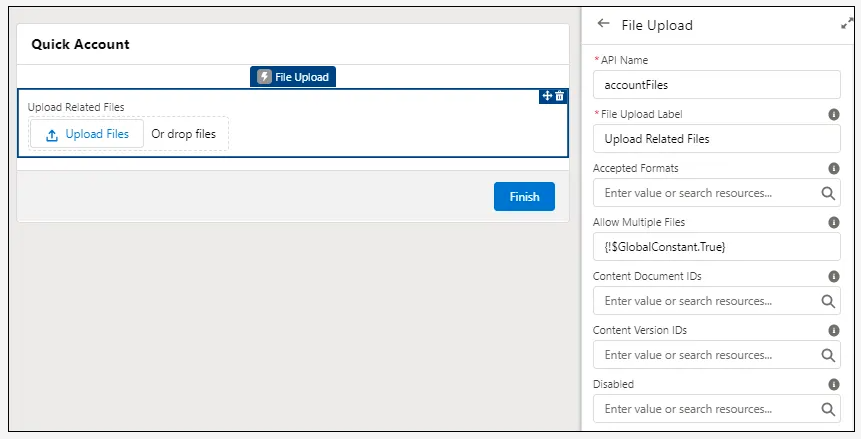 Quick Account
File Upload
Upload Related Files
Upload Files
Or drop files
Finish
File Upload
* API Name
accountFiles
* File Upload Label
Upload Related Files
Accepted Formats
Enter value or search resources...
Allow Multiple Files
{!$GlobalConstant.True}
Content Document IDs
Enter value or search resources...
Content Version IDs
Enter value or search resources...
Disabled
Enter value or search resources...